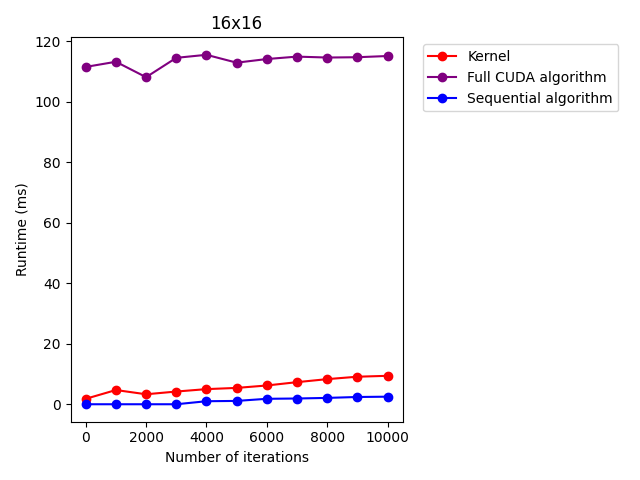 16x16
120
100
80
60
40
20
0
Runtime (ms)
0 2000 4000 6000 8000 10000
Number of iterations
Kernel
Full CUDA algorithm
Sequential algorithm